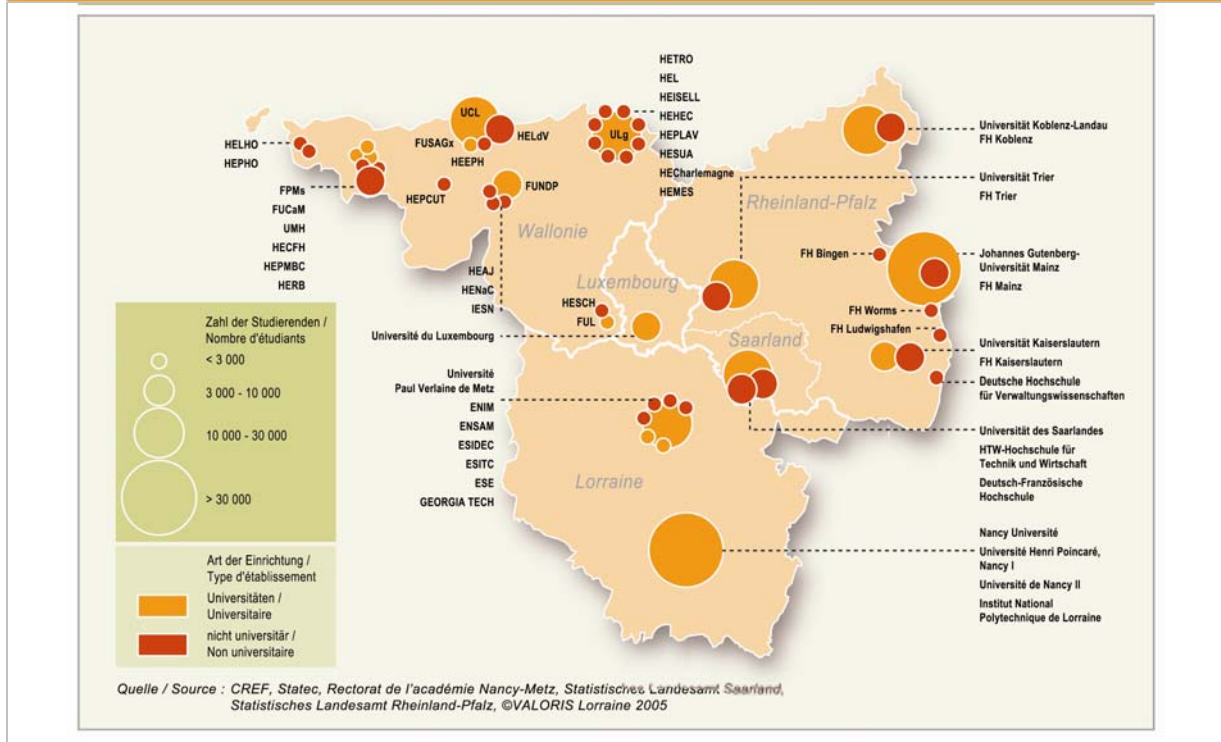 HETRO
HEL
HEISELL
HEHEC
HEPLAV
HESUA
HECharlemagne
HEMES
UCL
ULg
HELHO
HEPHO
FUSAGx
HELdV
HEEPH
FPMs
FUCaM
UMH
HECFH
HEPMBC
HERB
HEPCUT
FUNDP
Wallonie
HEAJ
HENaC
IESN
Universität Koblenz-Landau
FH Koblenz
Universität Trier
FH Trier
Rheinland-Pfalz
FH Bingen
Johannes Gutenberg-
Universität Mainz
FH Mainz
Luxembourg
HESCH
FUL
Université du Luxembourg
FH Worms
FH Ludwigshafen
Saarland
Universität Kaiserslautern
FH Kaiserslautern
Deutsche Hochschule
für Verwaltungswissenschaften
Université
Paul Verlaine de Metz
ENIM
ENSAM
ESIDEC
ESITC
ESE
GEORGIA TECH
Lorraine
Universität des Saarlandes
HTW-Hochschule für
Technik und Wirtschaft
Deutsch-Französische
Hochschule
Nancy Université
Université Henri Poincaré,
Nancy I
Université de Nancy II
Institut National
Polytechnique de Lorraine
Zahl der Studierenden /
Nombre d'étudiants
< 3 000
3 000 - 10 000
10 000 - 30 000
> 30 000
Art der Einrichtung /
Type d'établissement
Universitäten /
Universitaire
nicht universitär /
Non universitaire
Quelle / Source : CREF, Statec, Rectorat de l'académie Nancy-Metz, Statistisches Landesamt Saarland,
Statistisches Landesamt Rheinland-Pfalz, ©VALORIS Lorraine 2005